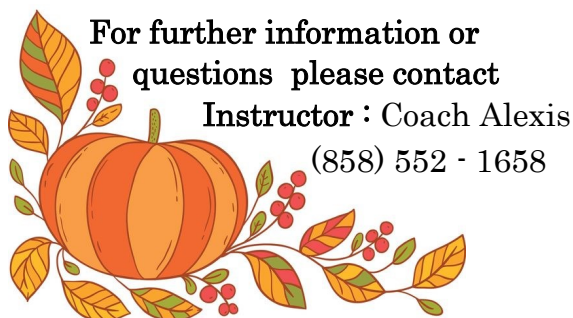 For further information or
questions please contact
Instructor : Coach Alexis
(858) 552 - 1658